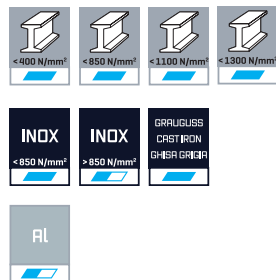 <400 N/mm²
<850 N/mm²
<1100 N/mm²
<1300 N/mm²
INOX
<850 N/mm²
INOX
>850 N/mm²
GRAUGUSS
CAST IRON
GHISA GRIGIA
Al